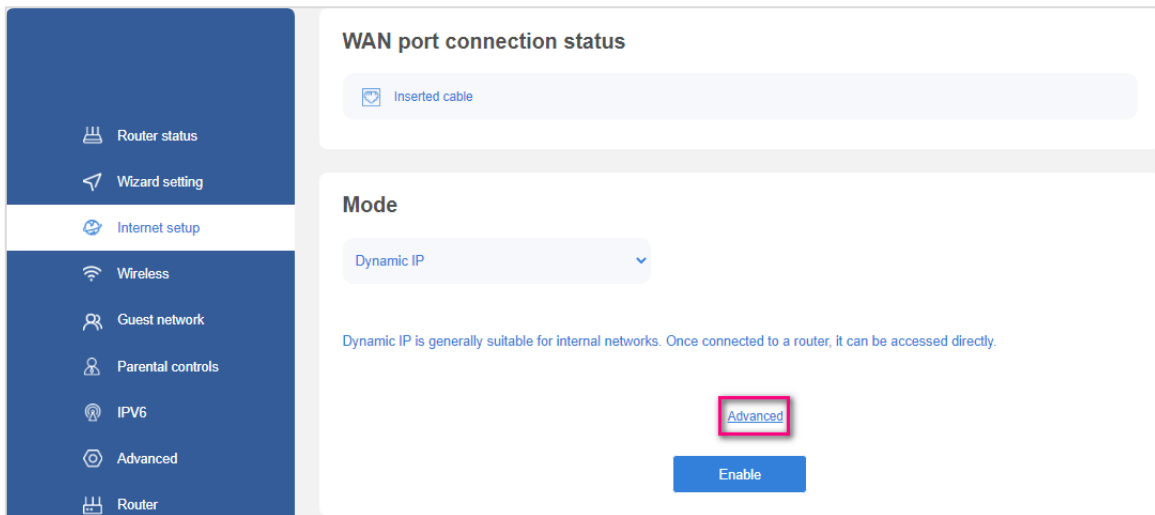 Router status
Wizard setting
Internet setup
Wireless
Guest network
Parental controls
IPV6
Advanced
Router
WAN port connection status
Inserted cable
Mode
Dynamic IP
Dynamic IP is generally suitable for internal networks. Once connected to a router, it can be accessed directly.
Advanced
Enable